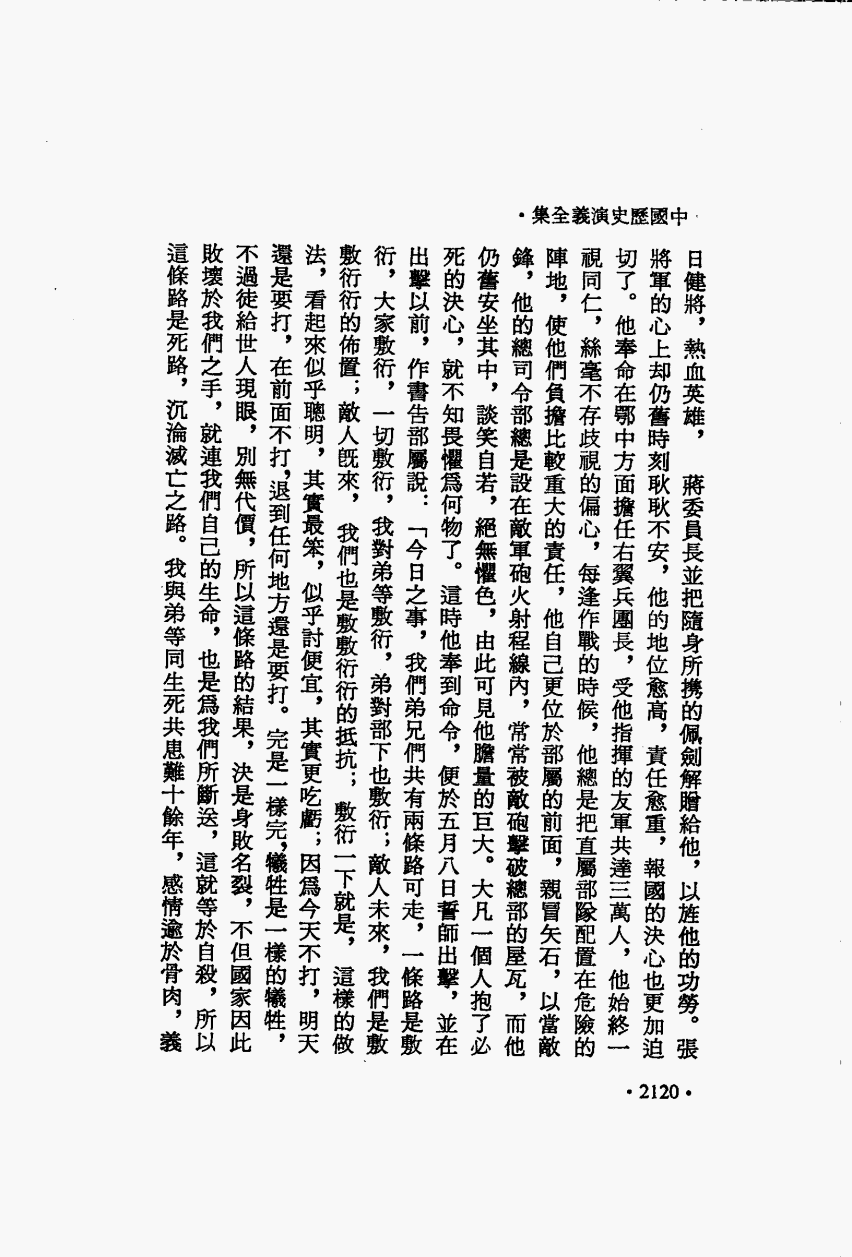 •集全義演史歷國中•
日健將，熱血英雄，　蔣委員長並把隨身所携的佩劍解贈給他，以旌他的功勞。張
將軍的心上却仍舊時刻耿耿不安，他的地位愈高，責任愈重，報國的決心也更加迫
切了。他奉命在鄂中方面擔任右翼兵團長，受他指揮的友軍共達三萬人，他始終一
視同仁，絲毫不存歧視的偏心，每逢作戰的時候，他總是把直屬部隊配置在危險的
陣地，使他們負擔比較重大的責任，他自己更位於部屬的前面，親冒矢石，以當敵
鋒，他的總司令部總是設在敵軍砲火射程線內，常常被敵砲擊破總部的屋瓦，而他
仍舊安坐其中，談笑自若，絕無懼色，由此可見他膽量的巨大。大凡一個人抱了必
死的決心，就不知畏懼爲何物了。這時他奉到命令，便於五月八日誓師出擊，並在
出擊以前，作書告部屬說：「今日之事，我們弟兄們共有兩條路可走，一條路是敷
衍，大家敷衍，一切敷衍，我對弟等敷衍，弟對部下也敷衍；敵人未來，我們是敷
敷衍衍的佈置；敵人旣來，我們也是敷敷衍衍的抵抗；敷衍一下就是，這樣的做
法，看起來似乎聰明，其實最笨，似乎討便宜，其實更吃虧；因爲今天不打，明天
還是要打，在前面不打，退到任何地方還是要打。完是一樣完，犧牲是一樣的犧牲，
不過徒給世人現眼，別無代價，所以這條路的結果，決是身敗名裂，不但國家因此
敗壞於我們之手，就連我們自己的生命，也是爲我們所斷送，這就等於自殺，所以
這條路是死路，沉淪滅亡之路。我與弟等同生死共患難十餘年，感情逾於骨肉，義
•2120•